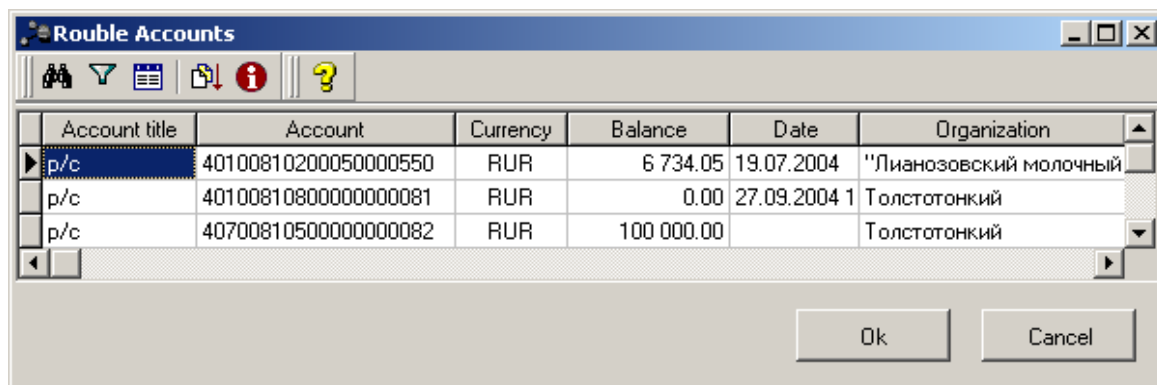 Rouble Accounts
Account title Account Currency Balance Date Organization
р/с 40100810200050000550 RUR 6 734.05 19.07.2004 "Лианозовский молочный
р/с 40100810800000000081 RUR 0.00 27.09.2004 1 Толстотонкий
р/с 40700810500000000082 RUR 100 000.00 Толстотонкий
Ok Cancel